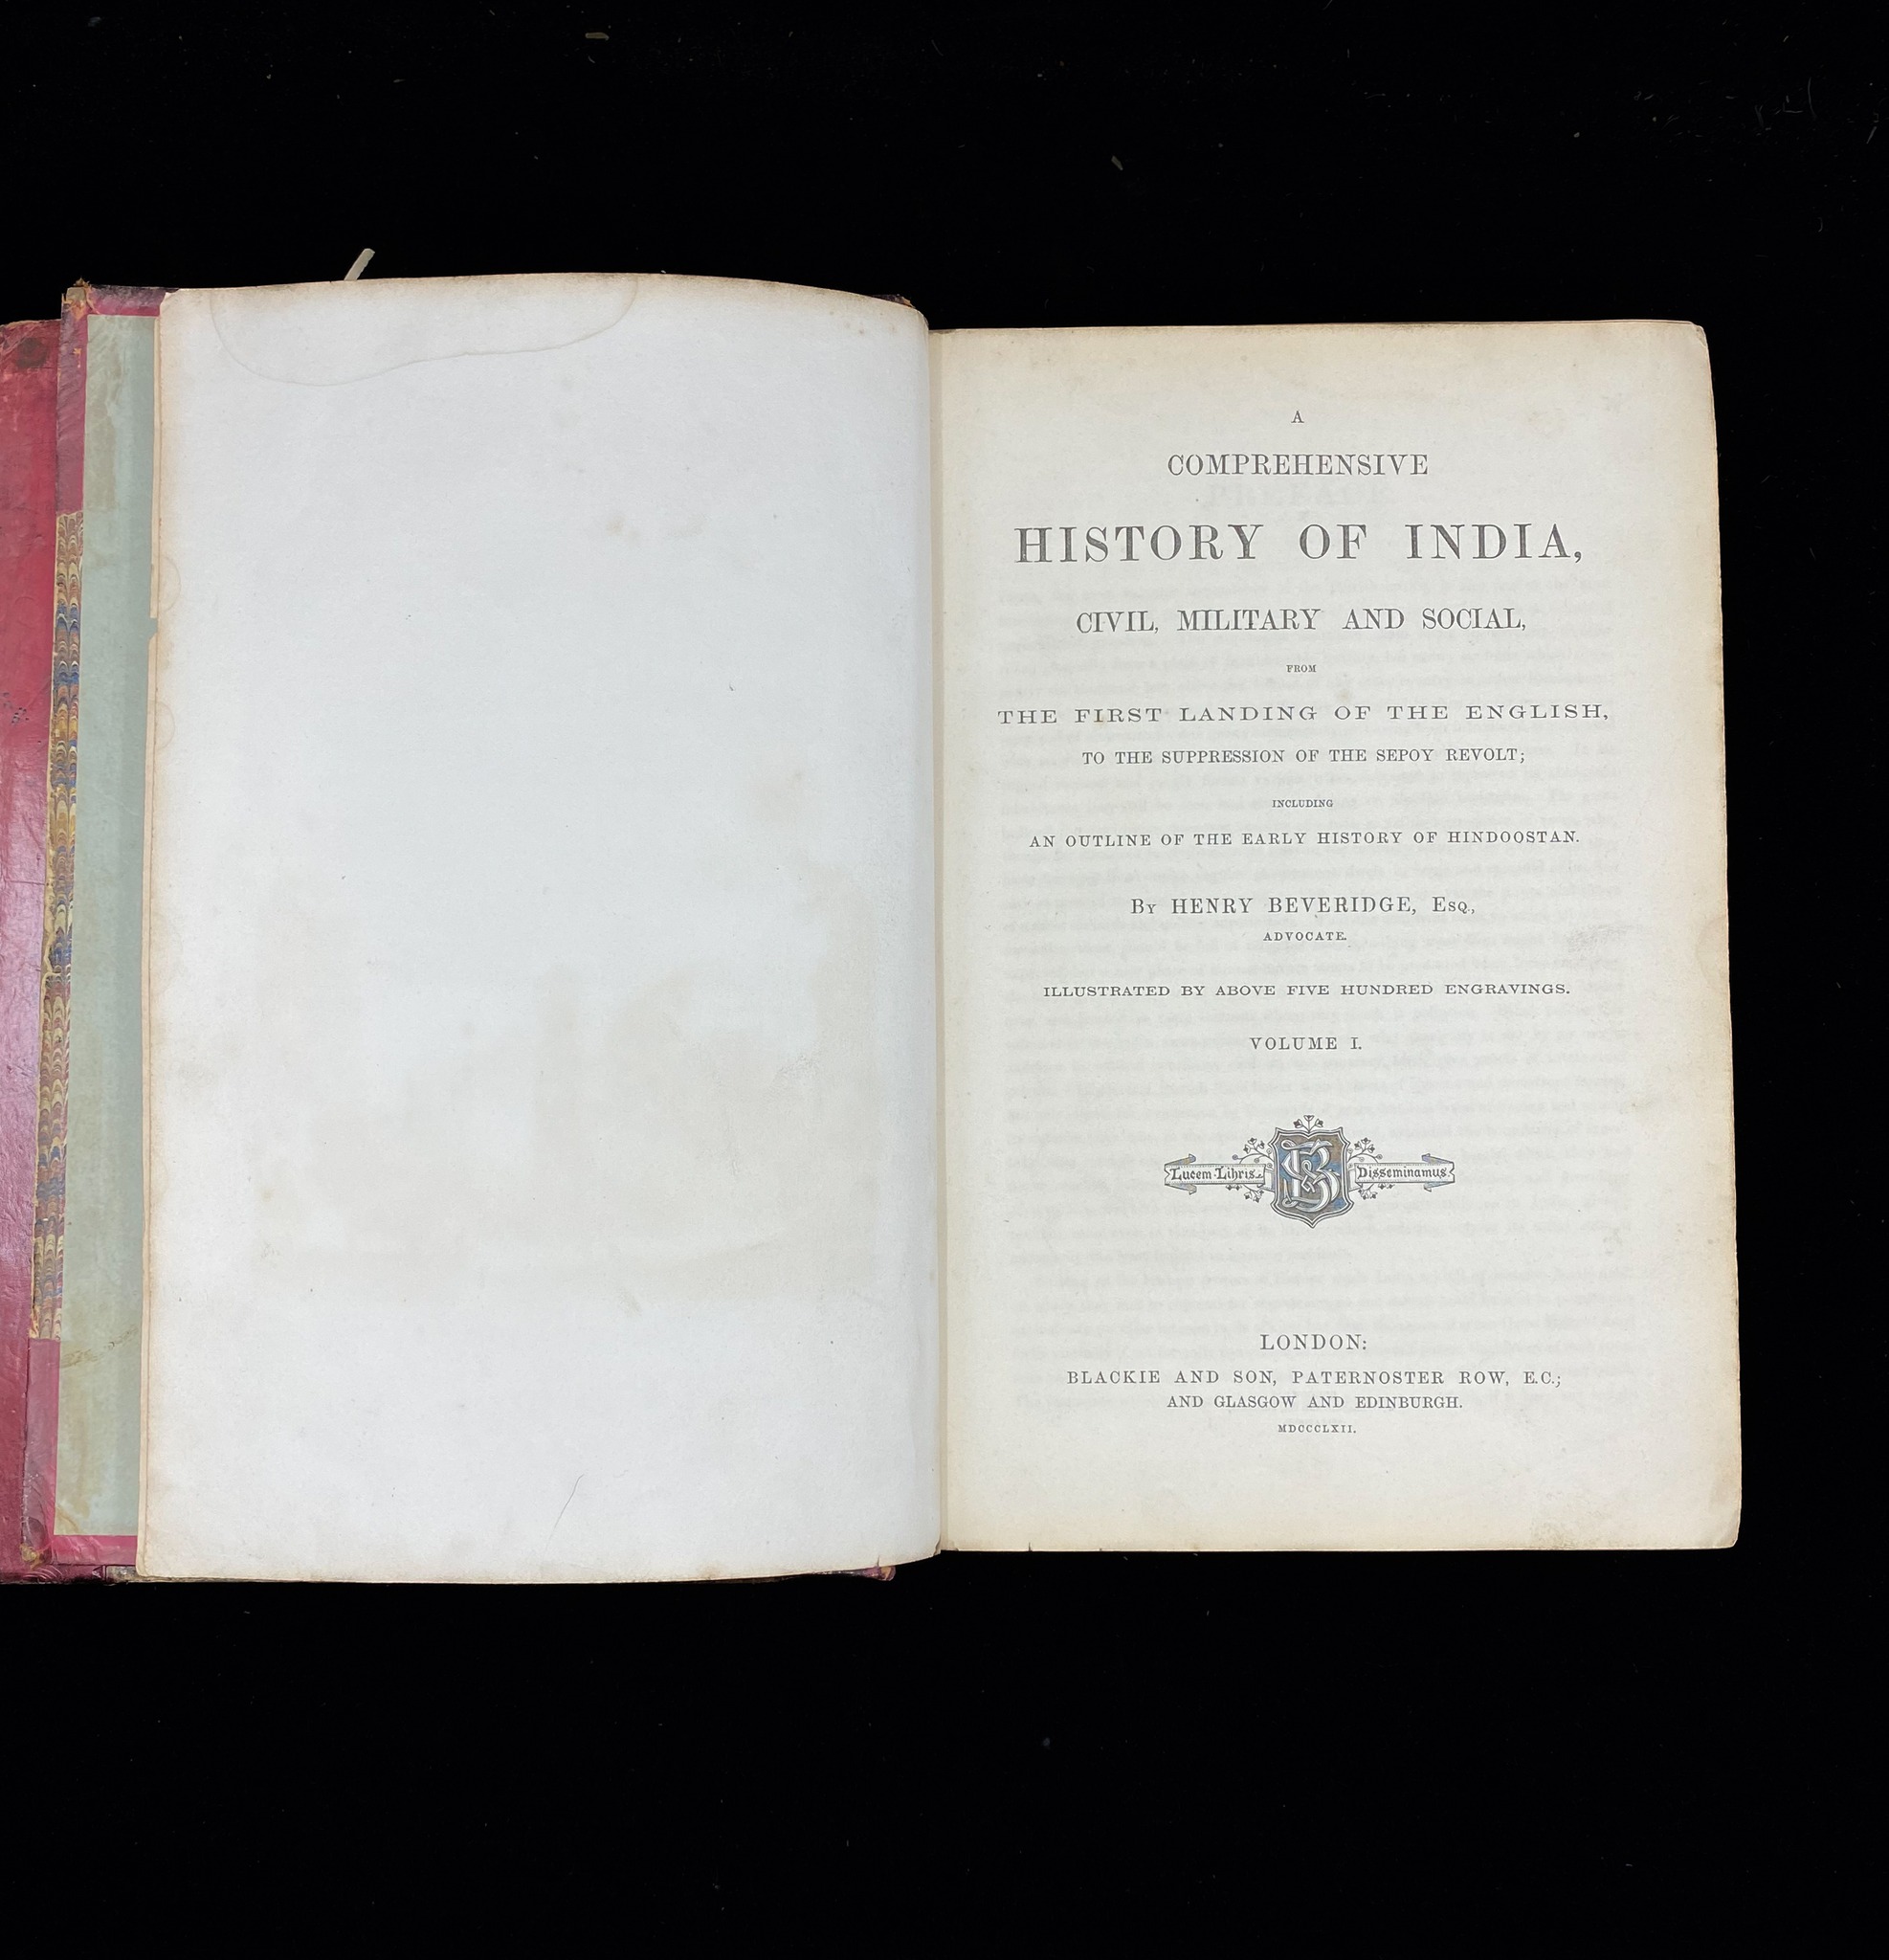 A
COMPREHENSIVE
HISTORY OF INDIA,
CIVIL, MILITARY AND SOCIAL,
FROM
THE FIRST LANDING OF THE ENGLISH,
TO THE SUPPRESSION OF THE SEPOY REVOLT;
INCLUDING
AN OUTLINE OF THE EARLY HISTORY OF HINDOOSTAN.
By HENRY BEVERIDGE, Esq.,
ADVOCATE.
ILLUSTRATED BY ABOVE FIVE HUNDRED ENGRAVINGS.
VOLUME I.
Lucem Libris BS Disseminamus
LONDON:
BLACKIE AND SON, PATERNOSTER ROW, E.C.;
AND GLASGOW AND EDINBURGH.
MDCCCLXII.